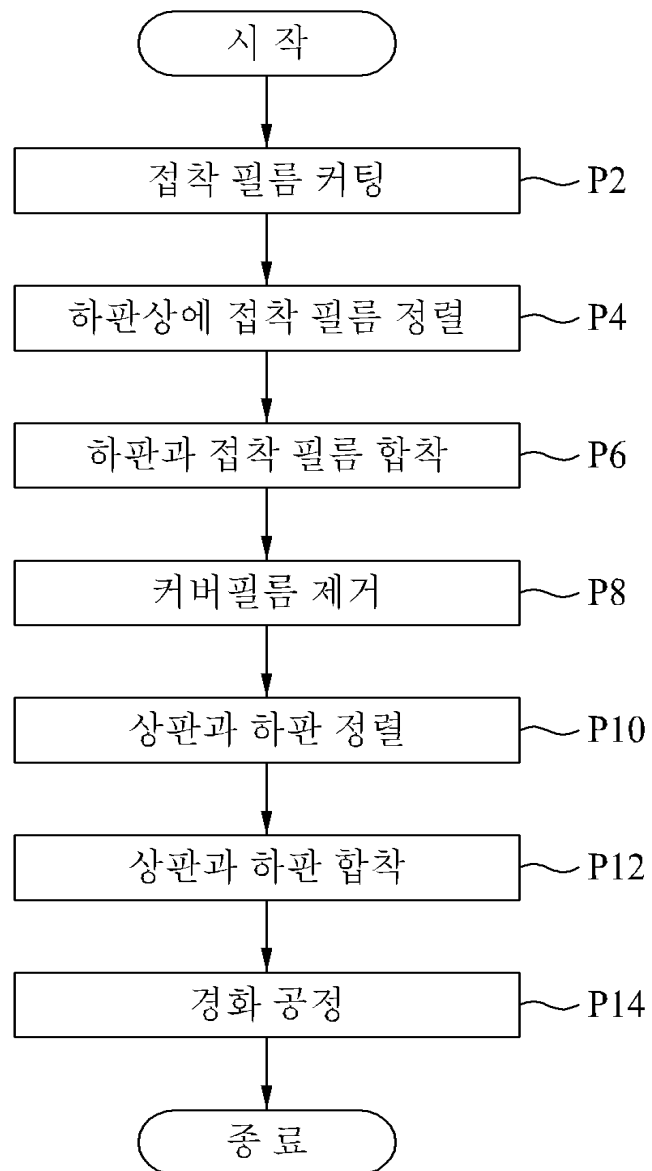 시 작
접착 필름 커팅
P2
하판상에 접착 필름 정렬
P4
하판과 접착 필름 합착
P6
커버필름 제거
P8
상판과 하판 정렬
P10
상판과 하판 합착
P12
경화 공정
P14
종 료